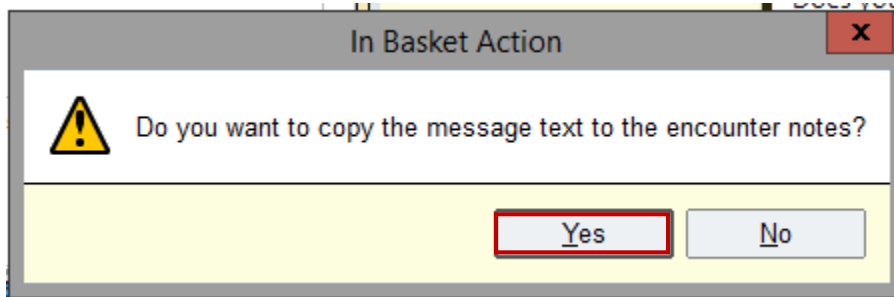 In Basket Action
x
Do you want to copy the message text to the encounter notes?
Yes
No